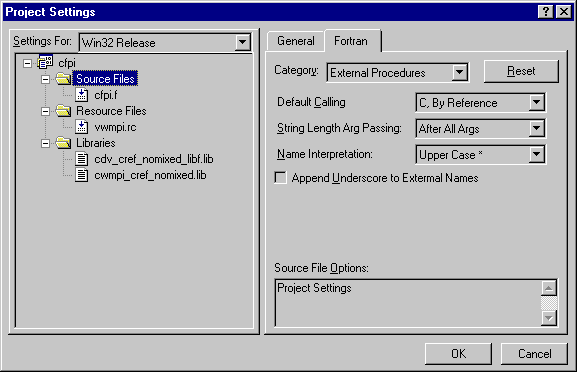 Project Settings
Settings For: Win32 Release
cfpi
Source Files
cfpi.f
Resource Files
vwmpi.rc
Libraries
cdv_cref_nomixed_libf.lib
cwmpi_cref_nomixed.lib
General Fortran
Category: External Procedures Reset
Default Calling C, By Reference
String Length Arg Passing: After All Args
Name Interpretation: Upper Case *
Append Underscore to External Names
Source File Options:
Project Settings
OK Cancel